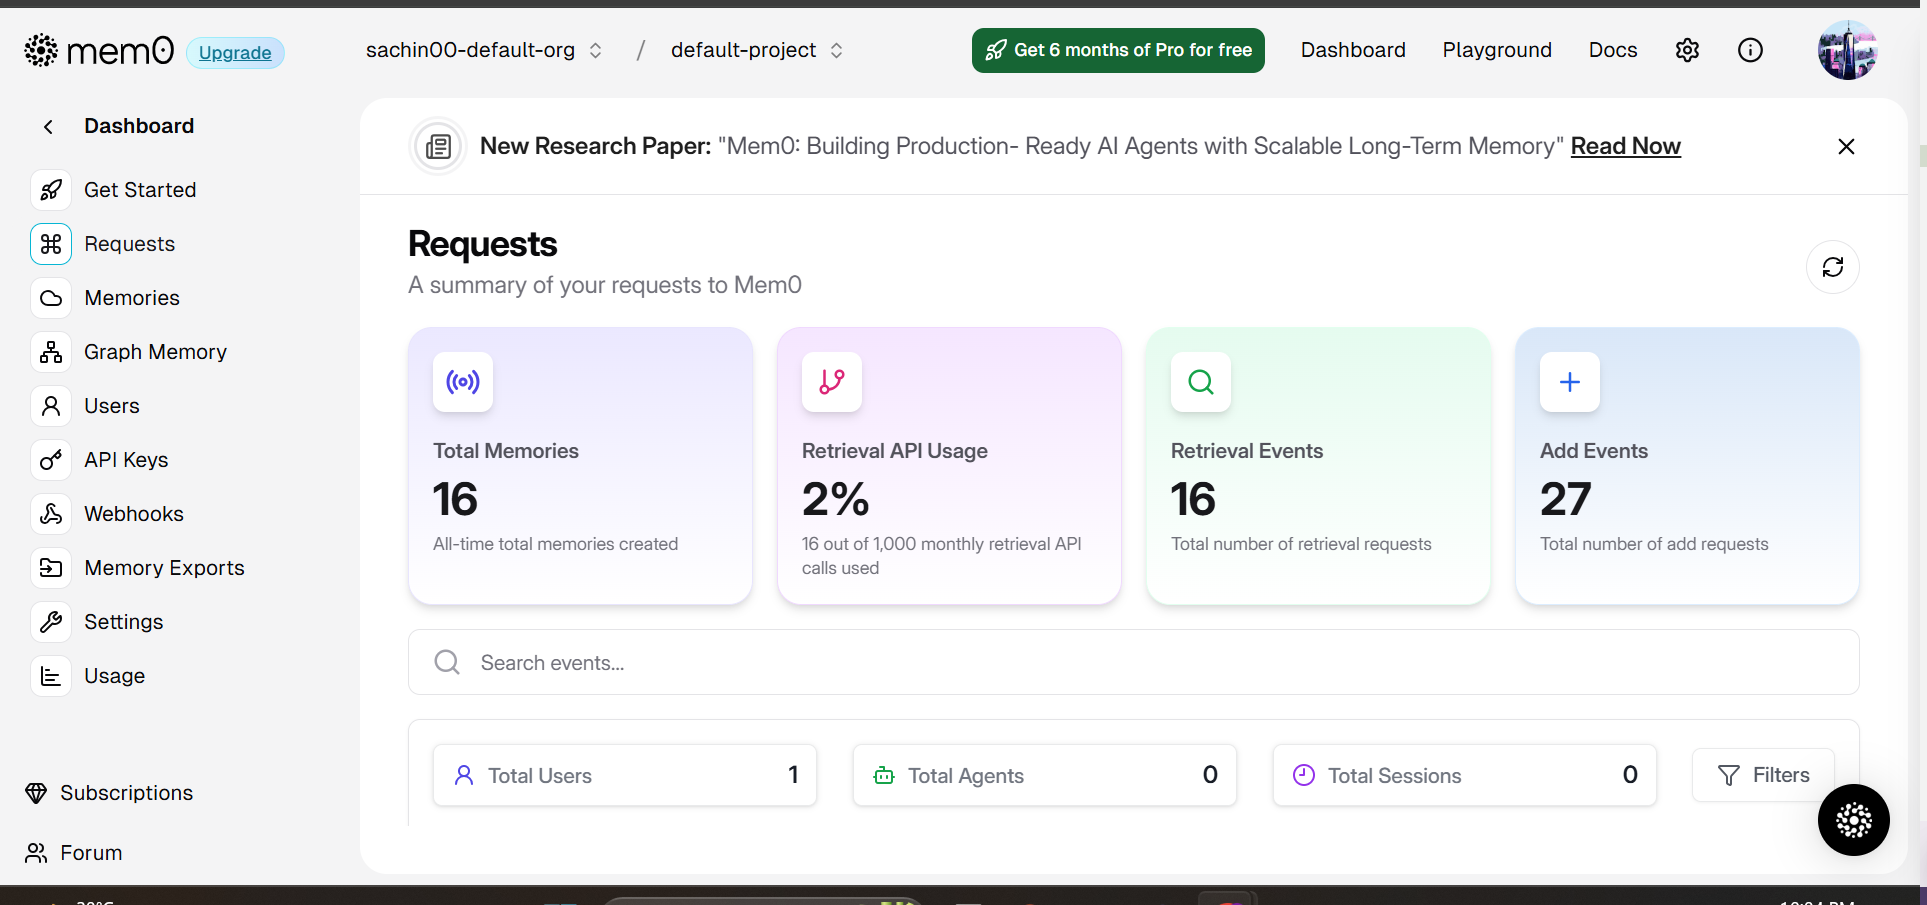 mem0
Upgrade
sachin00-default-org / default-project
Get 6 months of Pro for free
Dashboard
Playground
Docs
Dashboard
Get Started
Requests
Memories
Graph Memory
Users
API Keys
Webhooks
Memory Exports
Settings
Usage
Subscriptions
Forum
New Research Paper: "Mem0: Building Production- Ready AI Agents with Scalable Long-Term Memory" Read Now
Requests
A summary of your requests to Mem0
Total Memories
16
All-time total memories created
Retrieval API Usage
2%
16 out of 1,000 monthly retrieval API
calls used
Retrieval Events
16
Total number of retrieval requests
Add Events
27
Total number of add requests
Search events...
Total Users 1
Total Agents 0
Total Sessions 0
Filters